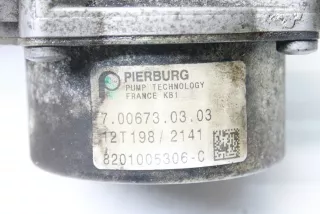 PIERBURG
PUMP TECHNOLOGY
FRANCE KB1
7.00673.03.03
12T198/2141
8201005306-C